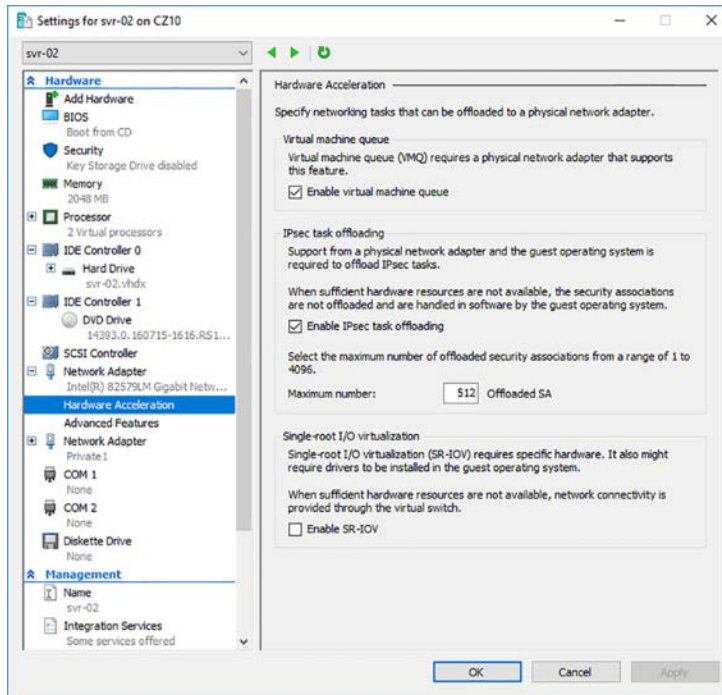 Settings for svr-02 on CZ10
svr-02
Hardware
Add Hardware
BIOS
Boot from CD
Security
Key Storage Drive disabled
Memory
2048 MB
Processor
2 Virtual processors
IDE Controller 0
Hard Drive
svr-02.vhdx
IDE Controller 1
DVD Drive
14393.0.160715-1616.RS1...
SCSI Controller
Network Adapter
Intel(R) 82579LM Gigabit Netw...
Hardware Acceleration
Advanced Features
Network Adapter
Private1
COM 1
None
COM 2
None
Diskette Drive
None
Management
Name
svr-02
Integration Services
Some services offered
Hardware Acceleration
Specify networking tasks that can be offloaded to a physical network adapter.
Virtual machine queue
Virtual machine queue (VMQ) requires a physical network adapter that supports
this feature.
Enable virtual machine queue
IPsec task offloading
Support from a physical network adapter and the guest operating system is
required to offload IPsec tasks.
When sufficient hardware resources are not available, the security associations
are not offloaded and are handled in software by the guest operating system.
Enable IPsec task offloading
Select the maximum number of offloaded security associations from a range of 1 to
4096.
Maximum number: 512 Offloaded SA
Single-root I/O virtualization
Single-root I/O virtualization (SR-IOV) requires specific hardware. It also might
require drivers to be installed in the guest operating system.
When sufficient hardware resources are not available, network connectivity is
provided through the virtual switch.
Enable SR-IOV
OK Cancel Apply